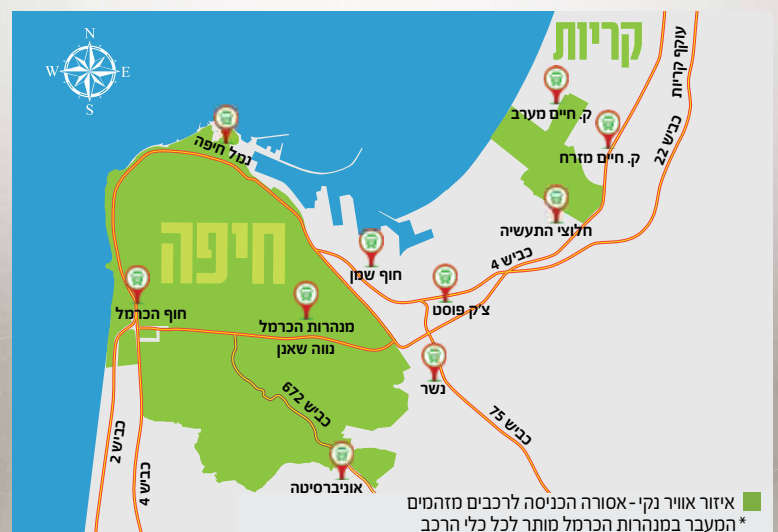 N
W E
S
קריות
עוקף קריות
כביש 22
ק. חיים מערב
ק. חיים מזרח
חלוצי התעשיה
כביש 4
נמל חיפה
חיפה
חוף שמן
צ'ק פוסט
חוף הכרמל
מנהרות הכרמל
נווה שאנן
נשר
כביש 672
כביש 75
כביש 2
כביש 4
אוניברסיטה
איזור אוויר נקי - אסורה הכניסה לרכבים מזהמים
* המעבר במנהרות הכרמל מותר לכל כלי הרכב